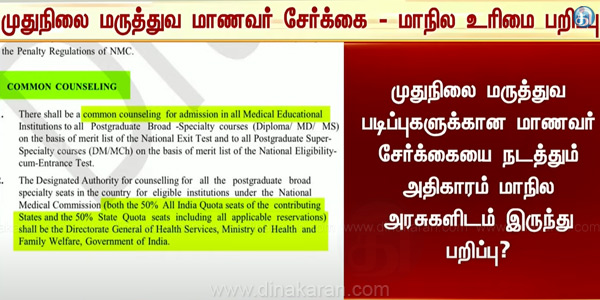 முதுநிலை மருத்துவ மாணவர் சேர்க்கை - மாநில உரிமை பறிப்பு
the Penalty Regulations of NMC.
COMMON COUNSELING
There shall be a common counseling for admission in all Medical Educational
Institutions to all Postgraduate Broad -Specialty courses (Diploma/ MD/ MS)
on the basis of merit list of the National Exit Test and to all Postgraduate Super-
Specialty courses (DM/MCh) on the basis of merit list of the National Eligibility-
cum-Entrance Test.
The Designated Authority for counselling for all the postgraduate broad
specialty seats in the country for eligible institutions under the National
Medical Commission (both the 50% All India Quota seats of the contributing
States and the 50% State Quota seats including all applicable reservations)
shall be the Directorate General of Health Services, Ministry of Health and
Family Welfare, Government of India.
முதுநிலை மருத்துவ
படிப்புகளுக்கான மாணவர்
சேர்க்கையை நடத்தும்
அதிகாரம் மாநில
அரசுகளிடம் இருந்து
பறிப்பு?
www.dinakaran.com